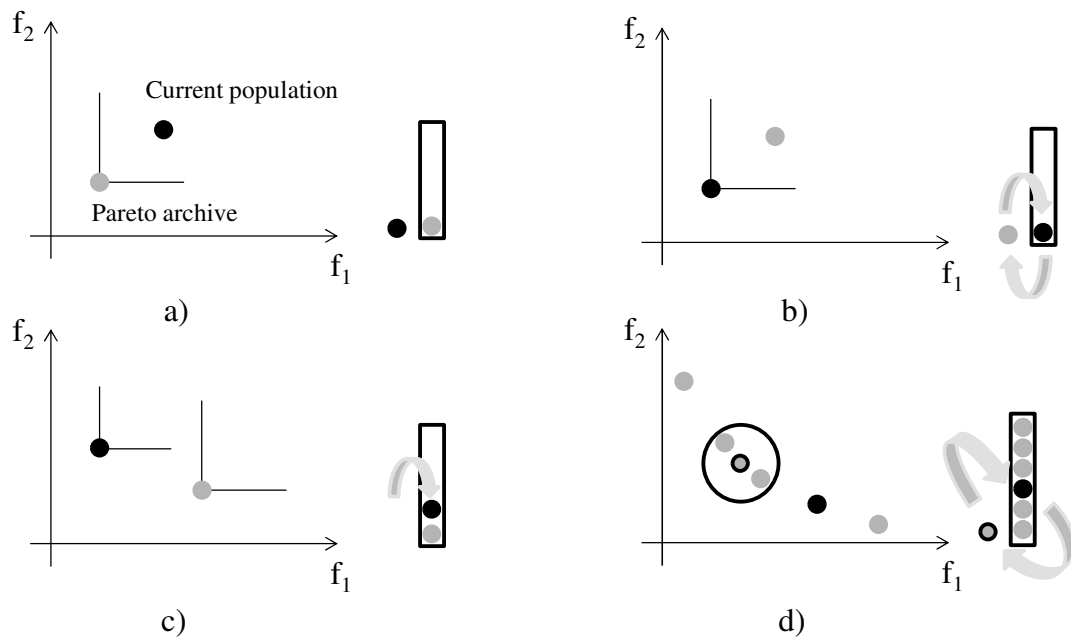 f2
Current population
Pareto archive
f1
a)
f2
f1
b)
f2
f1
c)
f2
f1
d)